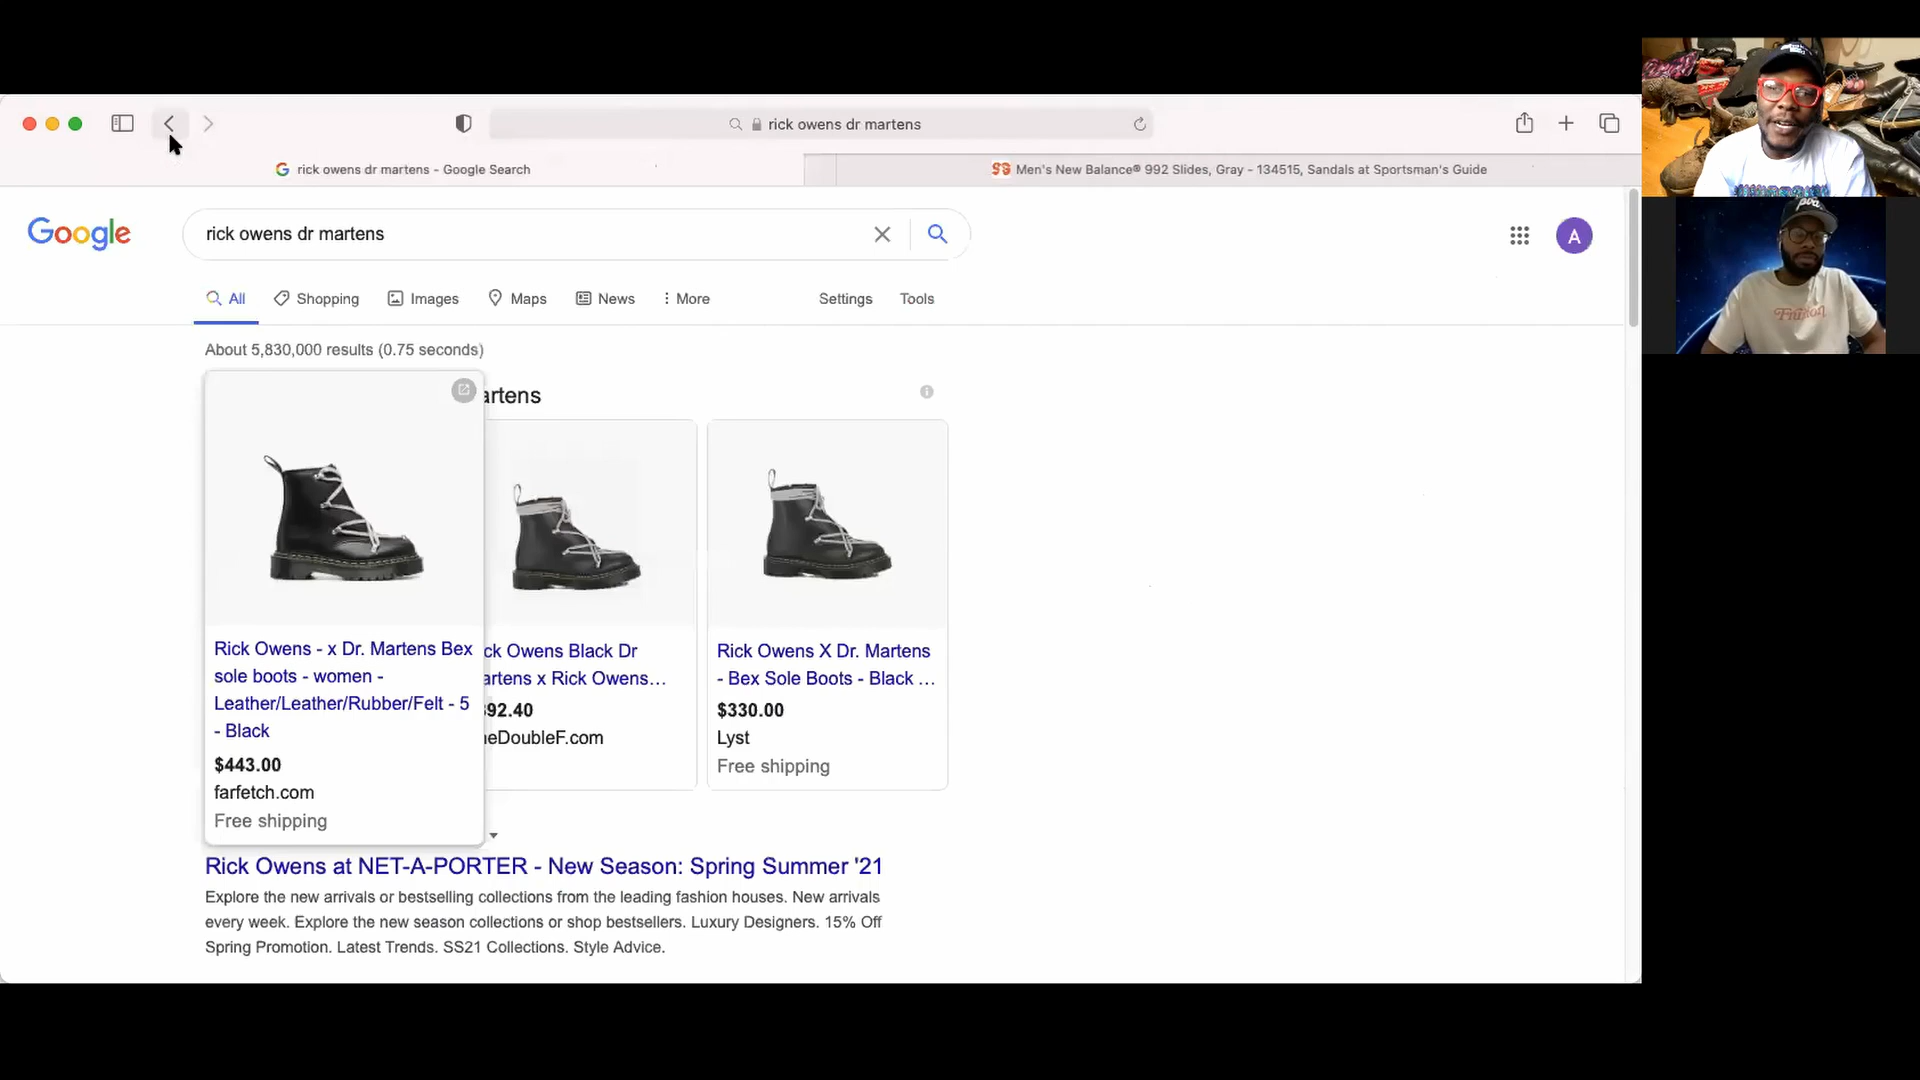 rick owens dr martens
rick owens dr martens - Google Search
Men's New Balance® 992 Slides, Gray - 134515, Sandals at Sportsman's Guide
Google
rick owens dr martens
A
All
Shopping
Images
Maps
News
More
Settings
Tools
About 5,830,000 results (0.75 seconds)
artens
Rick Owens - x Dr. Martens Bex
sole boots - women -
Leather/Leather/Rubber/Felt - 5
- Black
$443.00
farfetch.com
Free shipping
ck Owens Black Dr
artens x Rick Owens...
92.40
eDoubleF.com
Rick Owens X Dr. Martens
- Bex Sole Boots - Black ...
$330.00
Lyst
Free shipping
Rick Owens at NET-A-PORTER - New Season: Spring Summer '21
Explore the new arrivals or bestselling collections from the leading fashion houses. New arrivals
every week. Explore the new season collections or shop bestsellers. Luxury Designers. 15% Off
Spring Promotion. Latest Trends. SS21 Collections. Style Advice.